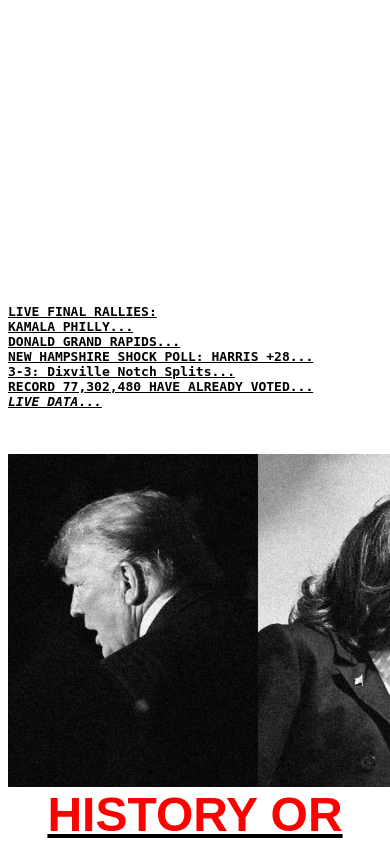 LIVE FINAL RALLIES:
KAMALA PHILLY...
DONALD GRAND RAPIDS...
NEW HAMPSHIRE SHOCK POLL: HARRIS +28...
3-3: Dixville Notch Splits...
RECORD 77,302,480 HAVE ALREADY VOTED...
LIVE DATA...
HISTORY OR